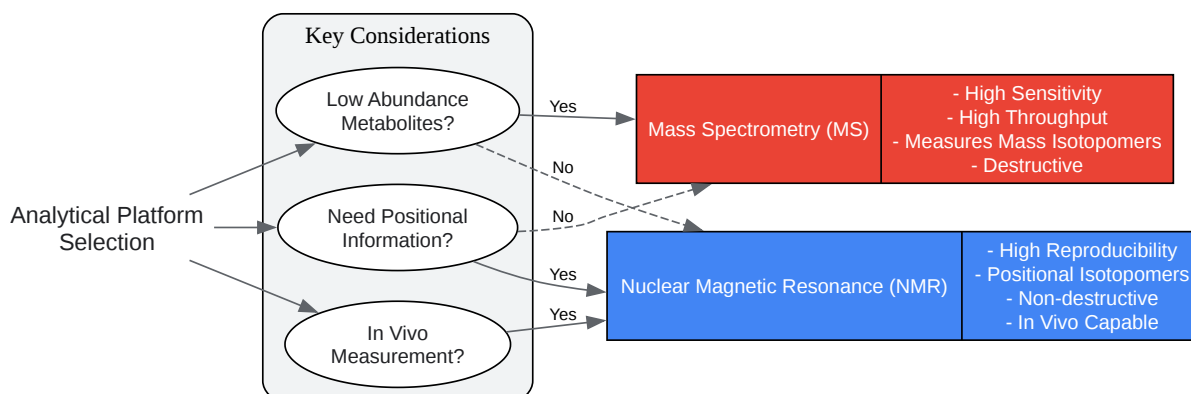 Key Considerations
Low Abundance
Metabolites?
Yes
Mass Spectrometry (MS)
- High Sensitivity
- High Throughput
- Measures Mass Isotopomers
- Destructive
No
Analytical Platform
Selection
Need Positional
Information?
No
Yes
Nuclear Magnetic Resonance (NMR)
- High Reproducibility
- Positional Isotopomers
- Non-destructive
- In Vivo Capable
In Vivo
Measurement?
Yes